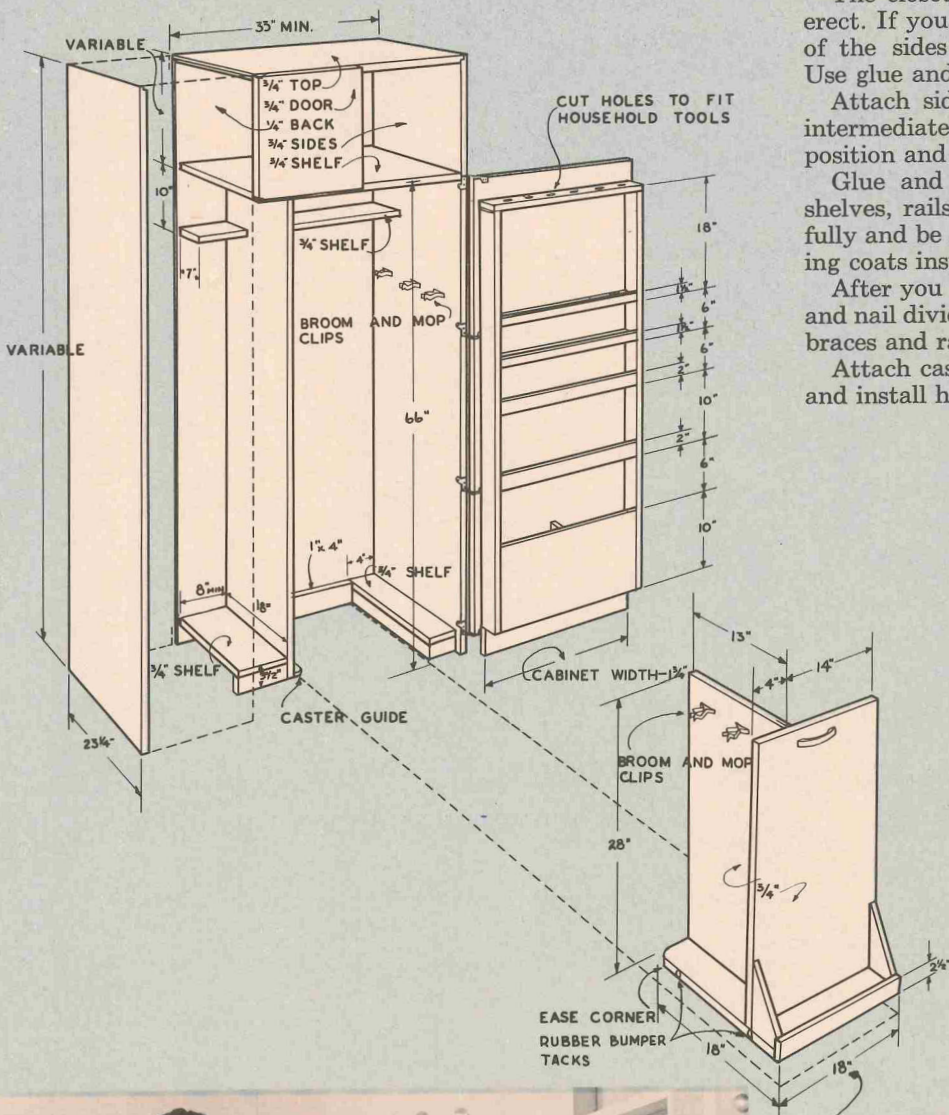 33" MIN.
VARIABLE
3/4" TOP
3/4" DOOR
1/4" BACK
3/4" SIDES
3/4" SHELF
10"
7"
3/4" SHELF
BROOM AND MOP
CLIPS
VARIABLE
66"
CUT HOLES TO FIT
HOUSEHOLD TOOLS
18"
6"
6"
2"
10"
2"
6"
10"
1" x 4"
4"
3/4" SHELF
8" MIN
18"
3/4" SHELF
3 1/2"
CASTER GUIDE
23 1/4"
CABINET WIDTH-1 3/4"
13"
4"
14"
BROOM AND MOP
CLIPS
28"
3/4"
2 1/2"
EASE CORNER
RUBBER BUMPER
TACKS
18"
18"
The closet
erect. If you
of the sides
Use glue and
Attach sid
intermediate
position and
Glue and
shelves, rails
fully and be
ing coats ins
After you
and nail divi
braces and ra
Attach cas
and install h